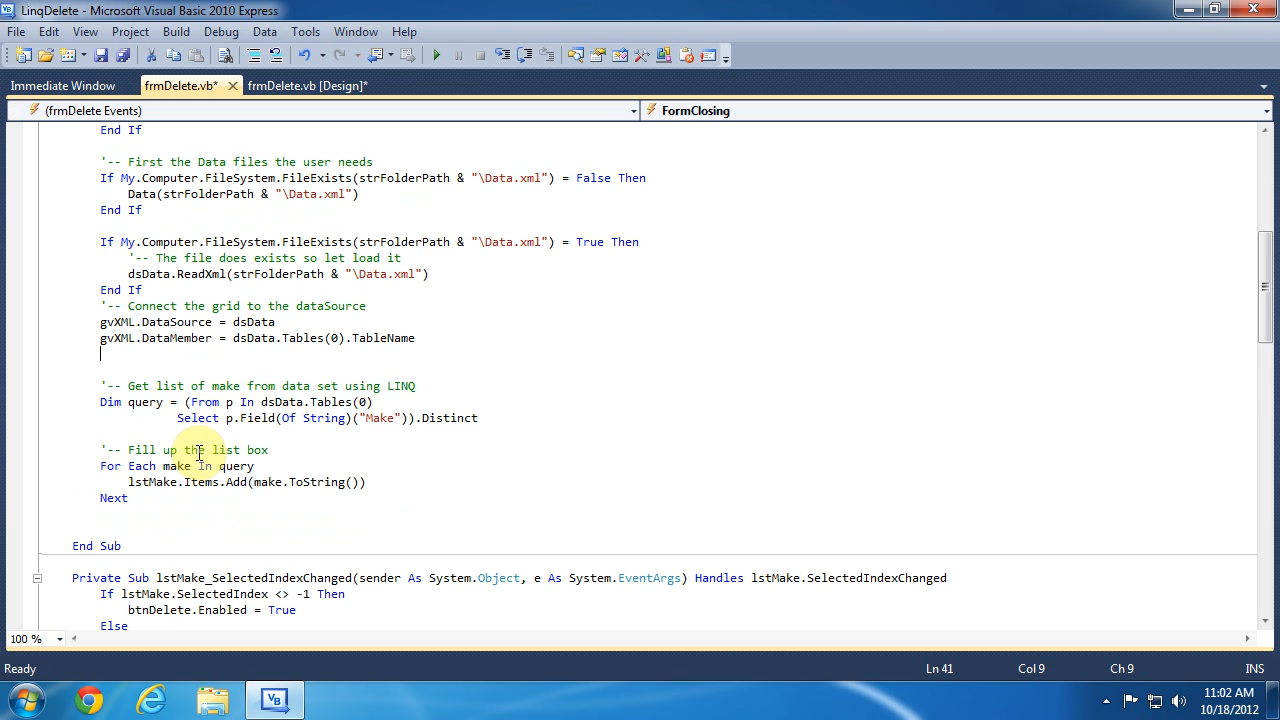 LinqDelete - Microsoft Visual Basic 2010 Express
File Edit View Project Build Debug Data Tools Window Help
Immediate Window frmDelete.vb* frmDelete.vb [Design]*
(frmDelete Events) FormClosing
End If
'-- First the Data files the user needs
If My.Computer.FileSystem.FileExists(strFolderPath & "\Data.xml") = False Then
Data(strFolderPath & "\Data.xml")
End If
If My.Computer.FileSystem.FileExists(strFolderPath & "\Data.xml") = True Then
'-- The file does exists so let load it
dsData.ReadXml(strFolderPath & "\Data.xml")
End If
'-- Connect the grid to the dataSource
gvXML.DataSource = dsData
gvXML.DataMember = dsData.Tables(0).TableName
'-- Get list of make from data set using LINQ
Dim query = (From p In dsData.Tables(0)
Select p.Field(Of String)("Make")).Distinct
'-- Fill up the list box
For Each make In query
lstMake.Items.Add(make.ToString())
Next
End Sub
Private Sub lstMake_SelectedIndexChanged(sender As System.Object, e As System.EventArgs) Handles lstMake.SelectedIndexChanged
If lstMake.SelectedIndex <> -1 Then
btnDelete.Enabled = True
Else
100 %
Ready Ln 41 Col 9 Ch 9 INS
VB
11:02 AM
10/18/2012